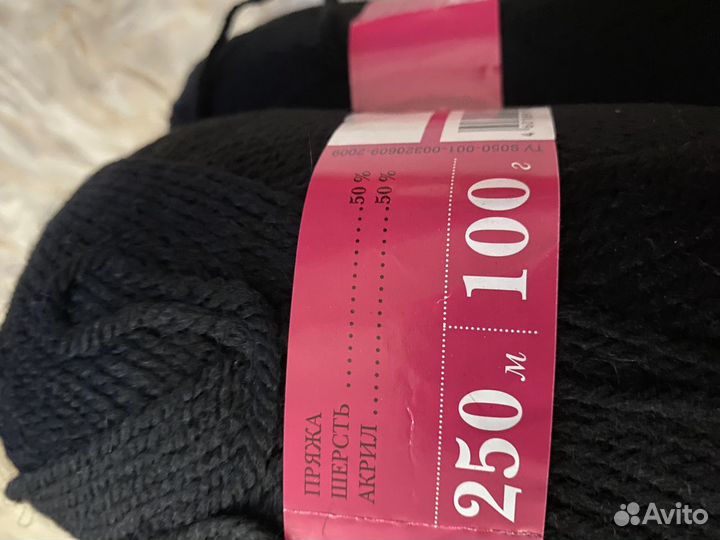 ПРЯЖА
ШЕРСТЬ ............50 %
АКРИЛ ..............50 %
250 м 100 г
ТУ 8050-001-00320609-2009
Avito